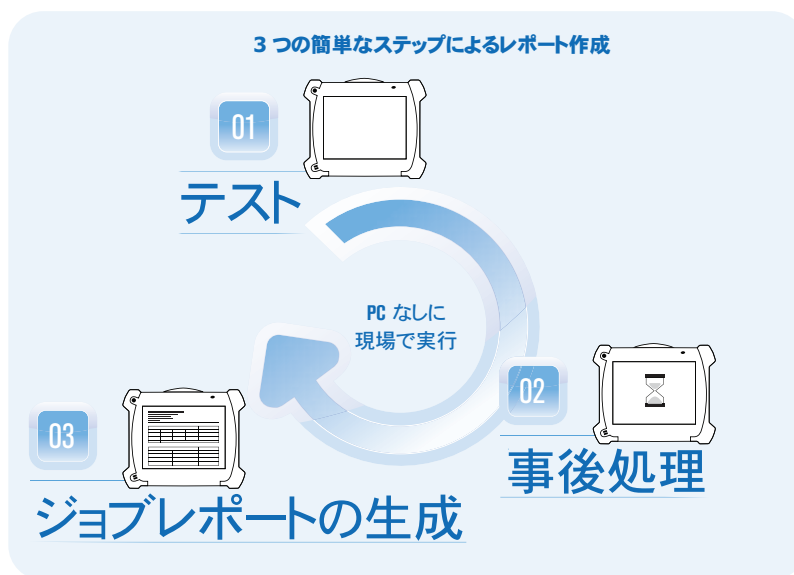 3 つの簡単なステップによるレポート作成
01
テスト
PC なしに
現場で実行
02
事後処理
03
ジョブレポートの生成